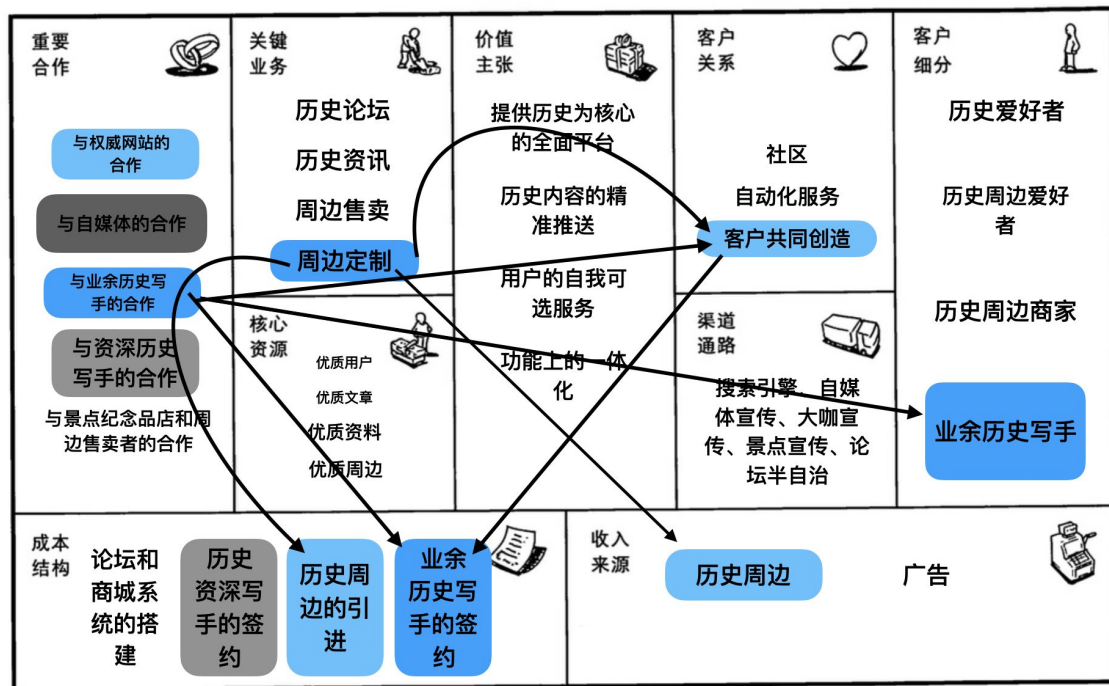 重要
合作
与权威网站的
合作
与自媒体的合作
与业余历史写
手的合作
与资深历史
写手的合作
与景点纪念品店和周
边售卖者的合作
关键
业务
历史论坛
历史资讯
周边售卖
周边定制
核心
资源
优质用户
优质文章
优质资料
优质周边
价值
主张
提供历史为核心
的全面平台
历史内容的精
准推送
用户的自我可
选服务
功能上的一体
化
客户
关系
社区
自动化服务
客户共同创造
渠道
通路
搜索引擎、自媒
体宣传、大咖宣
传、景点宣传、论
坛半自治
客户
细分
历史爱好者
历史周边爱好
者
历史周边商家
业余历史写手
成本
结构
论坛和
商城系
统的搭
建
历史
资深写
手的签
约
历史周
边的引
进
业余
历史写
手的签
约
收入
来源
历史周边
广告